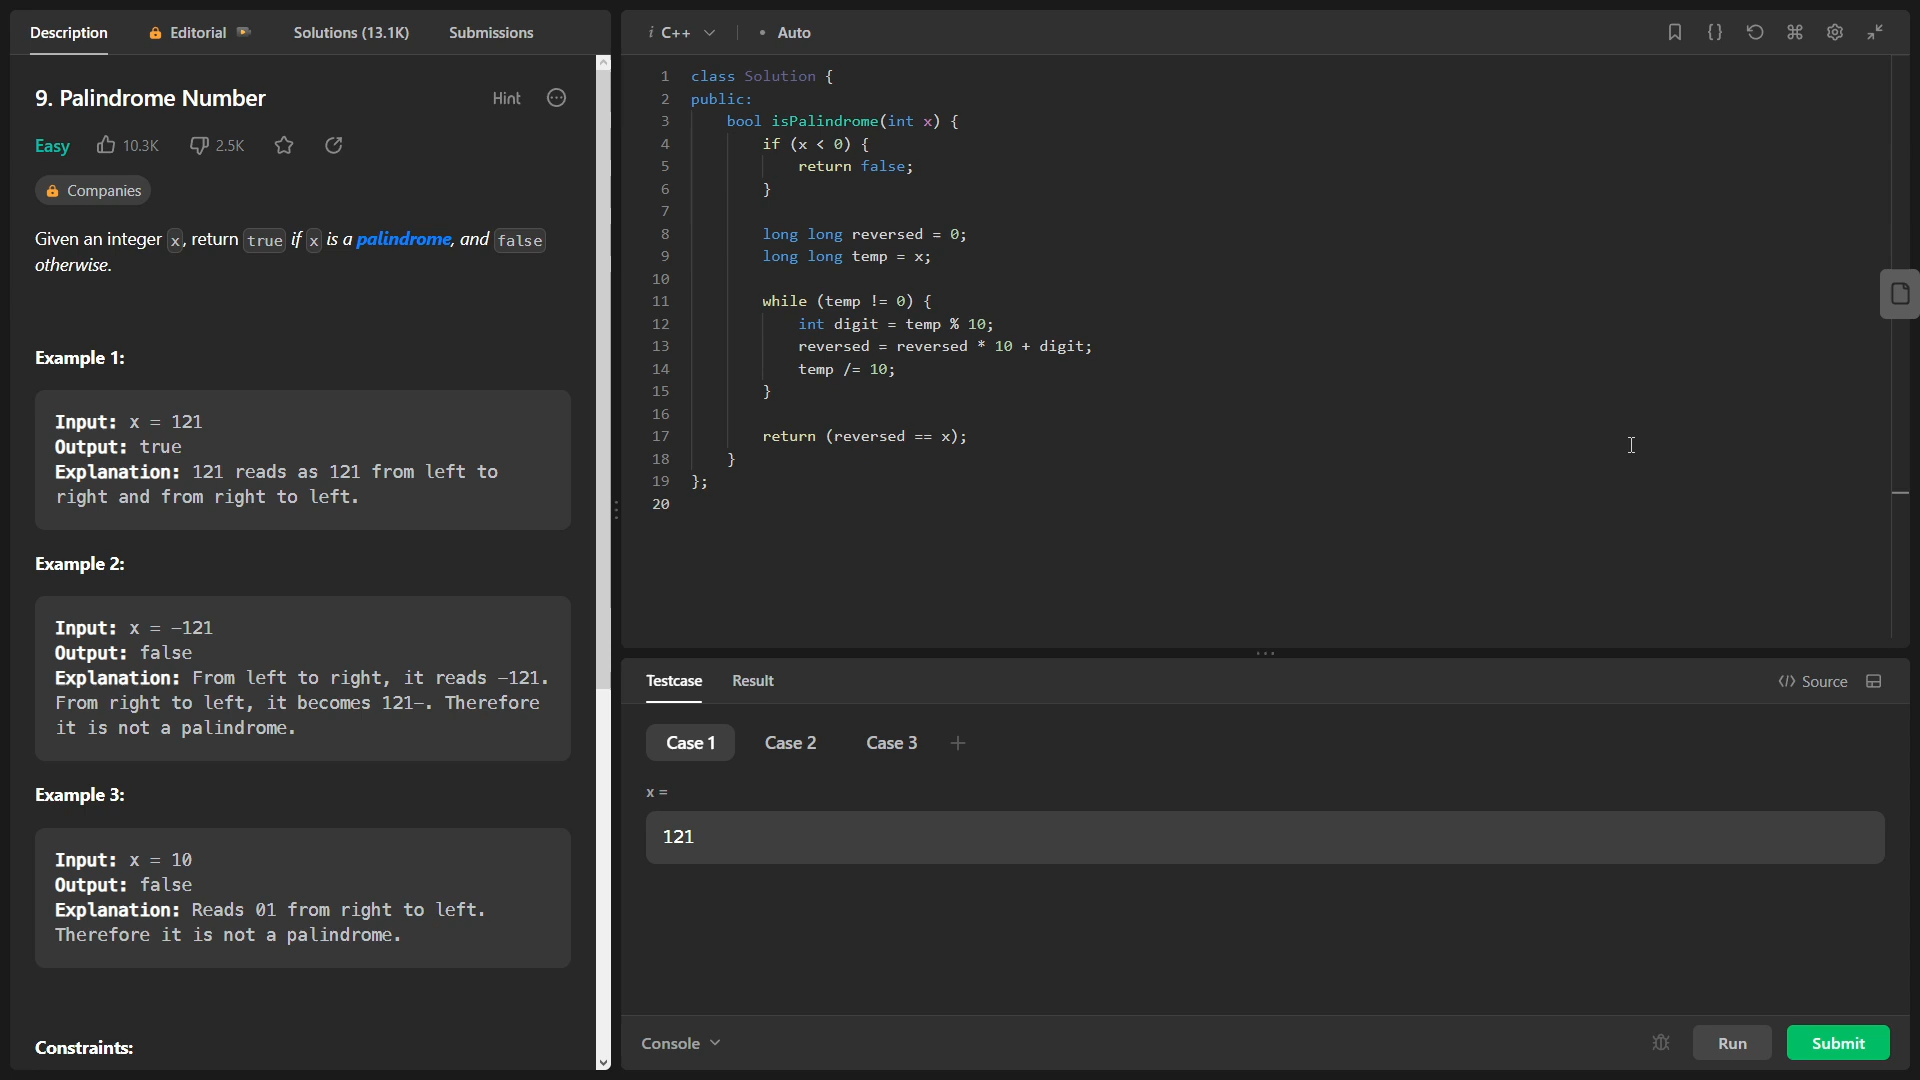 Description
Editorial
Solutions (13.1K)
Submissions
9. Palindrome Number
Hint
Easy
10.3K
2.5K
Companies
Given an integer x, return true if x is a palindrome, and false
otherwise.
Example 1:
Input: x = 121
Output: true
Explanation: 121 reads as 121 from left to
right and from right to left.
Example 2:
Input: x = -121
Output: false
Explanation: From left to right, it reads -121.
From right to left, it becomes 121-. Therefore
it is not a palindrome.
Example 3:
Input: x = 10
Output: false
Explanation: Reads 01 from right to left.
Therefore it is not a palindrome.
Constraints:
i C++
• Auto
1 class Solution {
2 public:
3 bool isPalindrome(int x) {
4 if (x < 0) {
5 return false;
6 }
7
8 long long reversed = 0;
9 long long temp = x;
10
11 while (temp != 0) {
12 int digit = temp % 10;
13 reversed = reversed * 10 + digit;
14 temp /= 10;
15 }
16
17 return (reversed == x);
18 }
19 };
20
Testcase
Result
</> Source
Case 1
Case 2
Case 3
+
x =
121
Console
Run
Submit